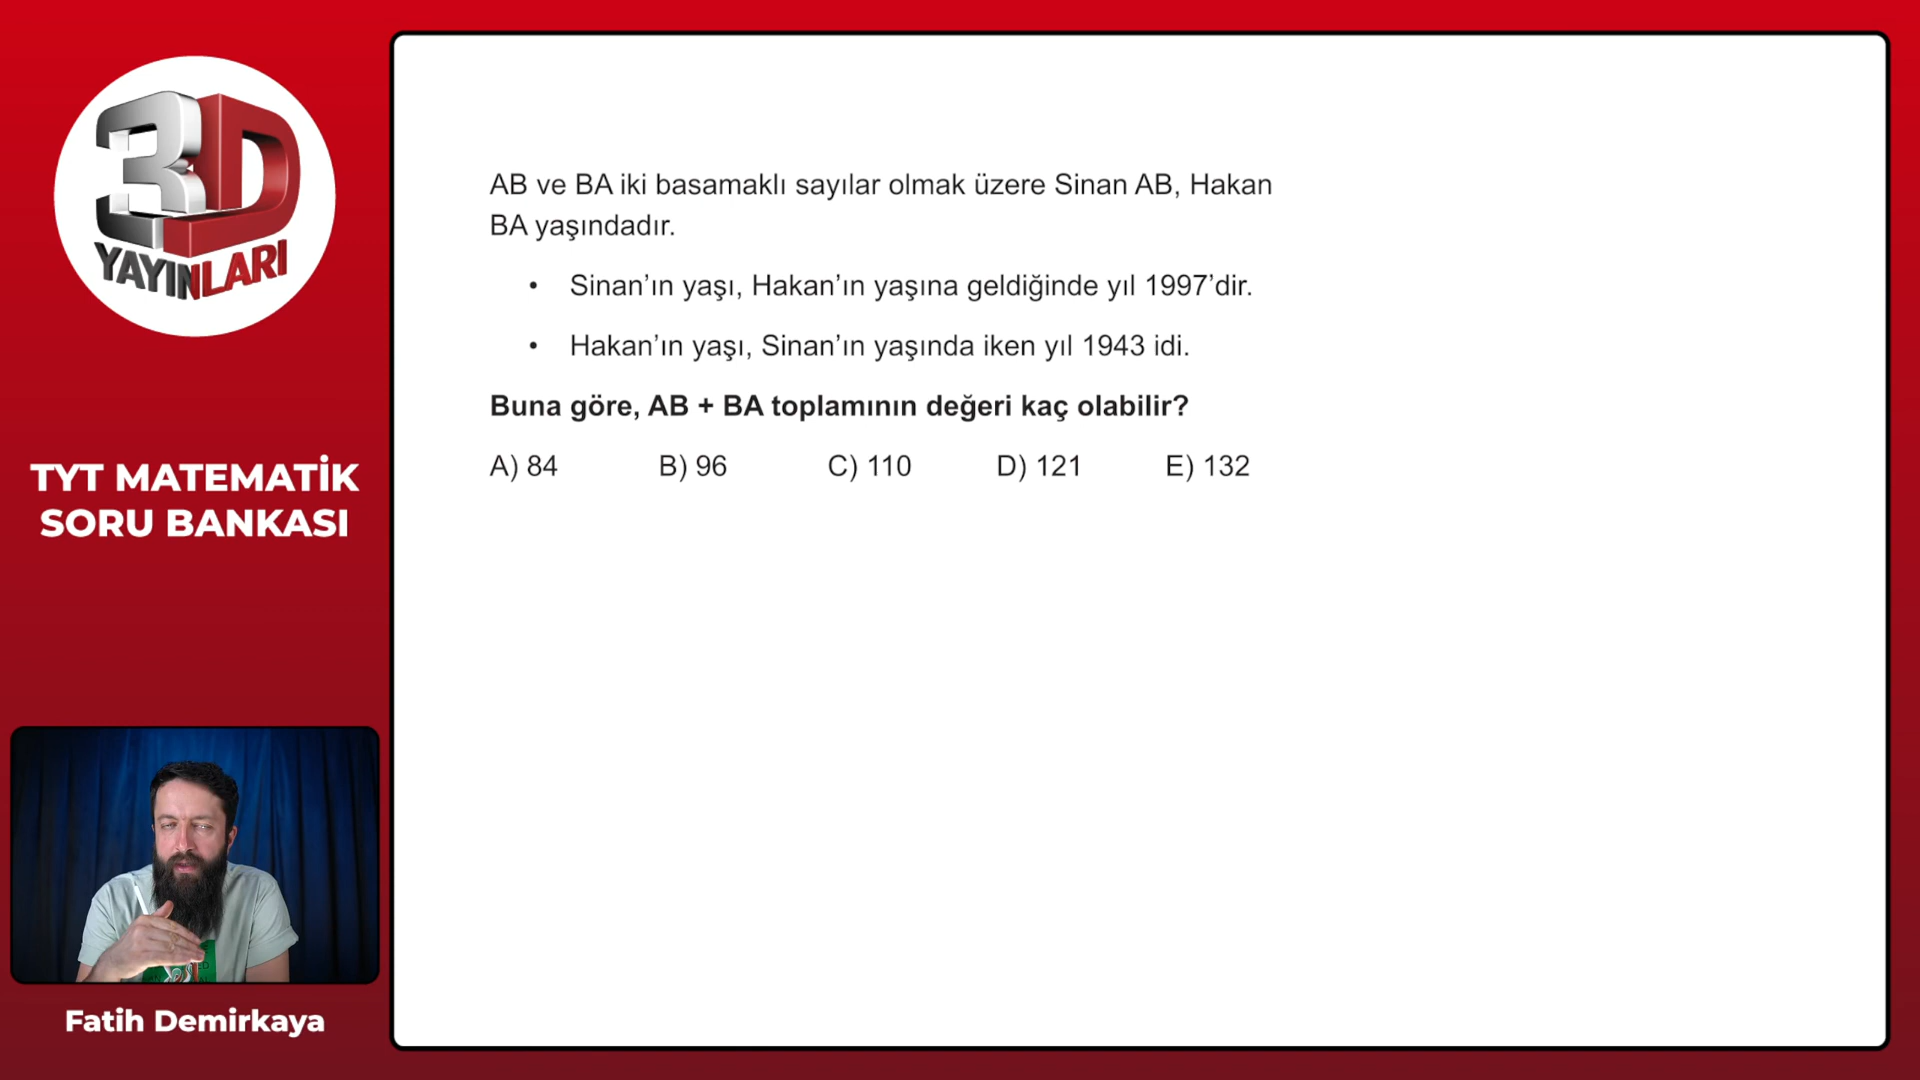 3D
YAYINLARI
TYT MATEMATİK
SORU BANKASI
Fatih Demirkaya
AB ve BA iki basamaklı sayılar olmak üzere Sinan AB, Hakan
BA yaşındadır.
• Sinan’ın yaşı, Hakan’ın yaşına geldiğinde yıl 1997’dir.
• Hakan’ın yaşı, Sinan’ın yaşında iken yıl 1943 idi.
Buna göre, AB + BA toplamının değeri kaç olabilir?
A) 84 B) 96 C) 110 D) 121 E) 132